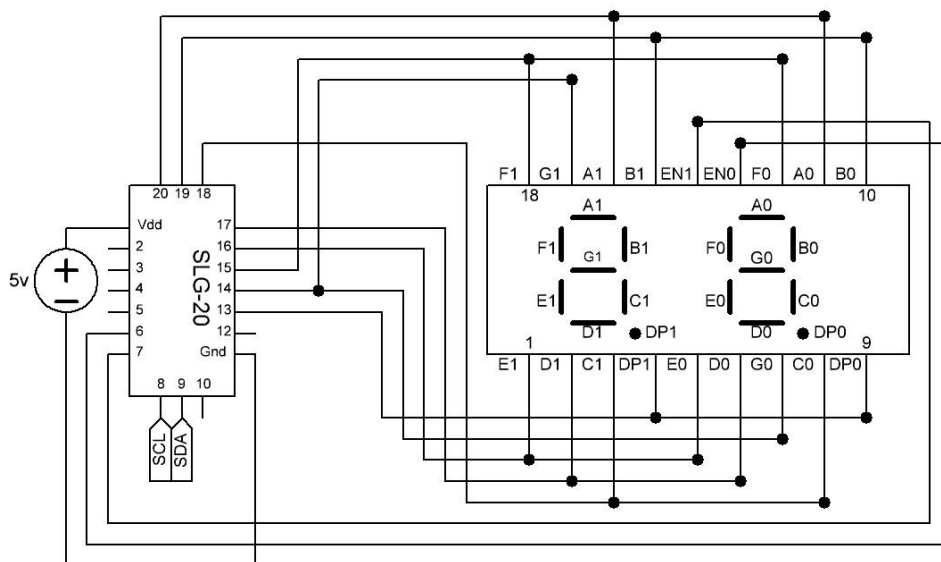 20 19 18
Vdd 17
2 16
3 15
4 14
5 13
6 12
7 Gnd
8 9 10
SLG-20
5v
SCL
SDA
F1 G1 A1 B1 EN1 EN0 F0 A0 B0
18 10
A1 A0
F1 B1 F0 B0
G1 G0
E1 C1 E0 C0
D1 DP1 D0 DP0
1 9
E1 D1 C1 DP1 E0 D0 G0 C0 DP0